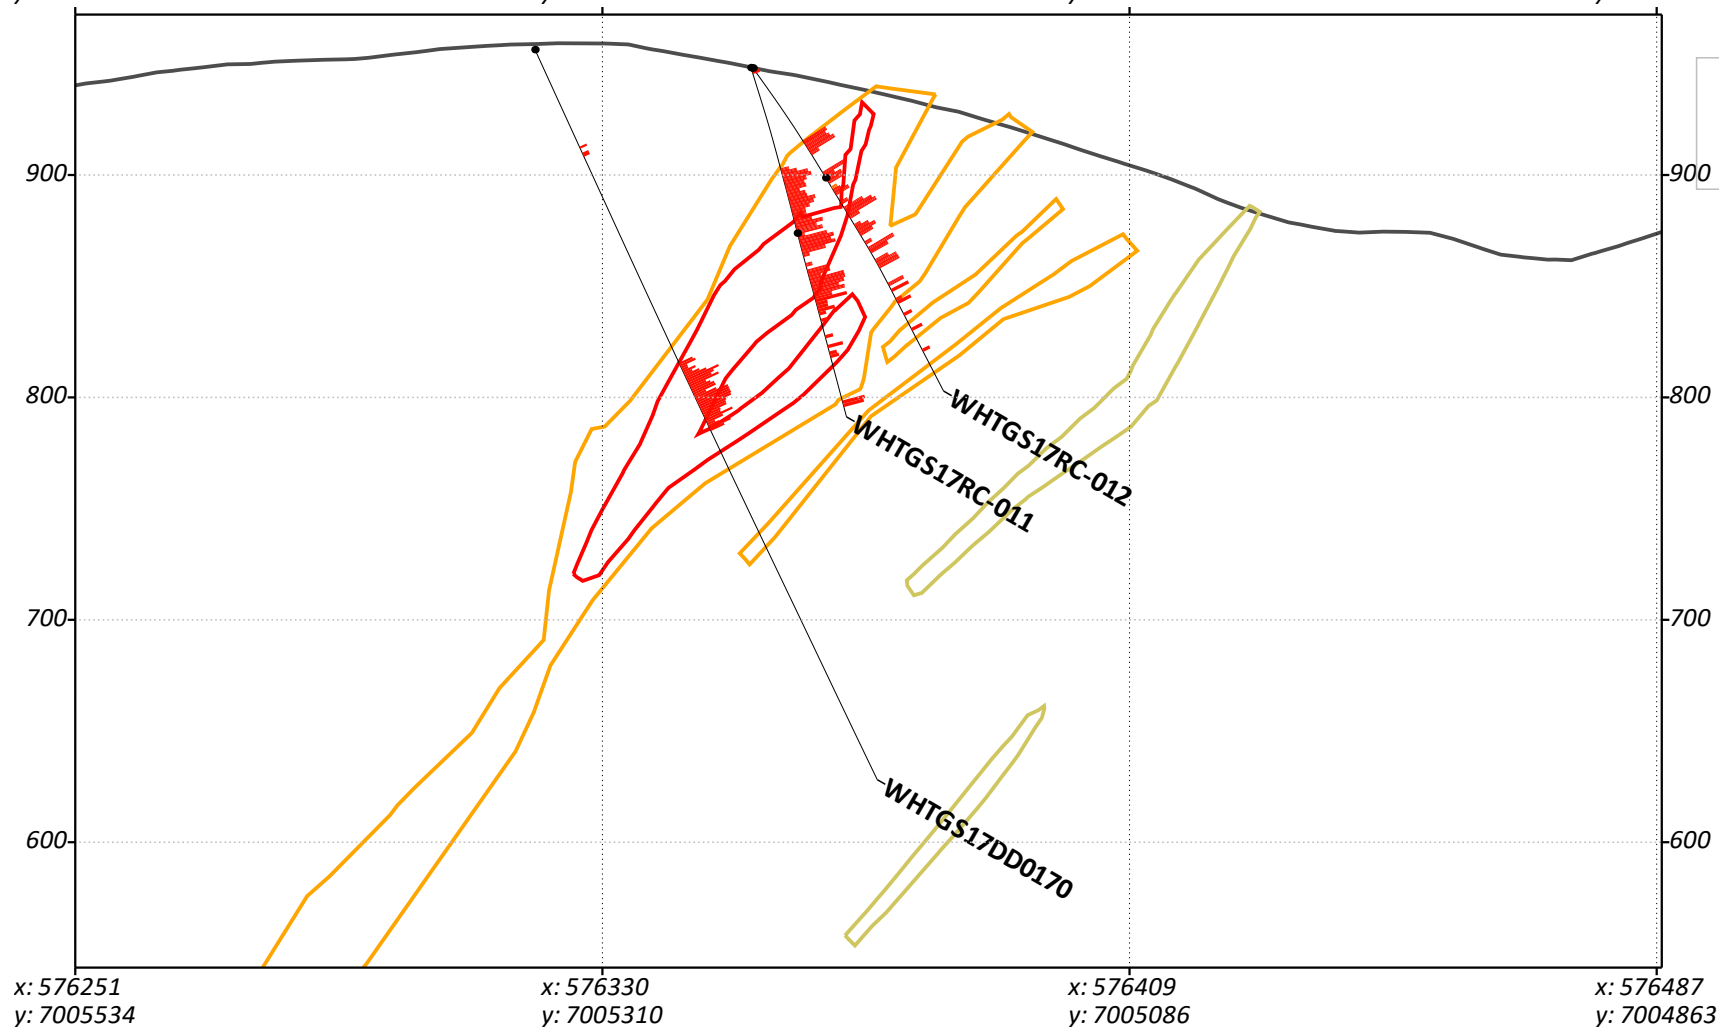 900
900
800
800
WHTGS17RC-012
WHTGS17RC-011
700
700
WHTGS17DD0170
600
600
x: 576251
y: 7005534
x: 576330
y: 7005310
x: 576409
y: 7005086
x: 576487
y: 7004863